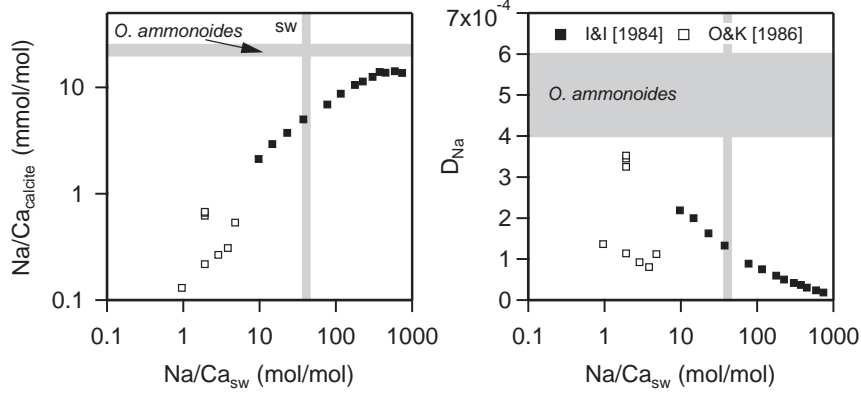 O. ammonoides
sw
10
1
0.1
Na/Ca_calcite (mmol/mol)
0.1 1 10 100 1000
Na/Ca_sw (mol/mol)
7x10^-4
6
5
4
3
2
1
0
D_Na
I&I [1984] O&K [1986]
O. ammonoides
0.1 1 10 100 1000
Na/Ca_sw (mol/mol)